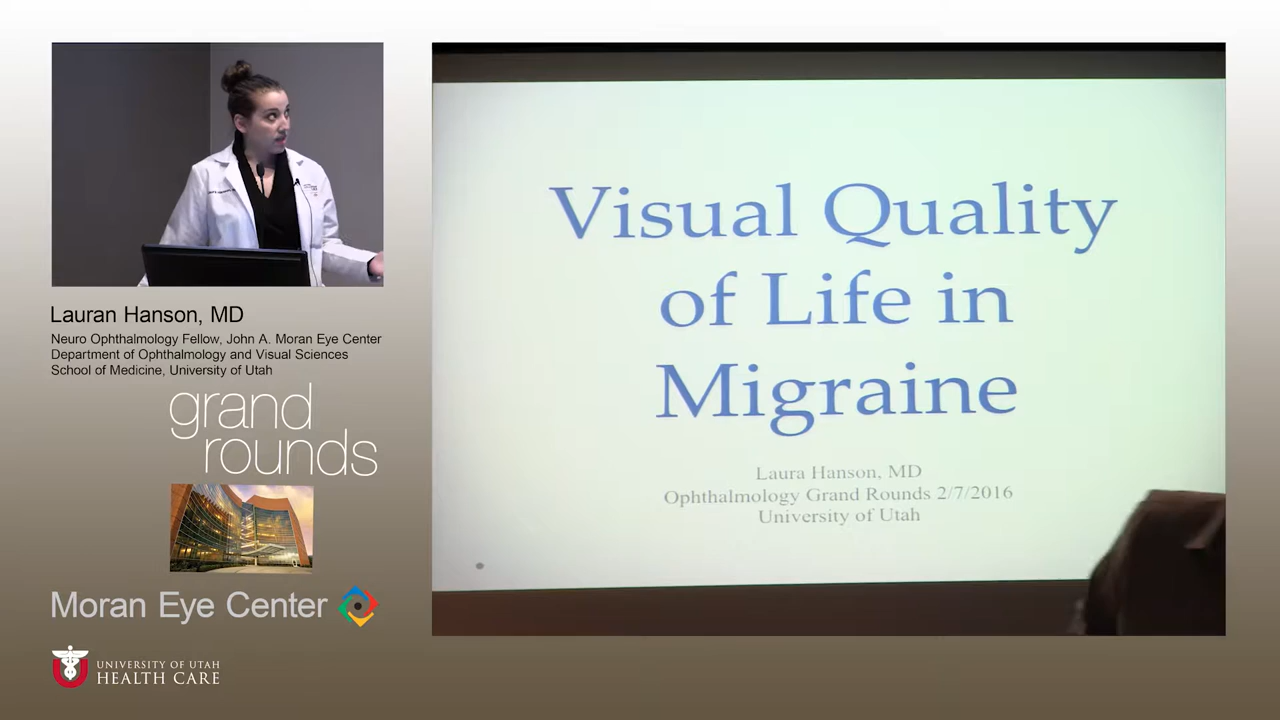 Lauran Hanson, MD
Neuro Ophthalmology Fellow, John A. Moran Eye Center
Department of Ophthalmology and Visual Sciences
School of Medicine, University of Utah
grand
rounds
Moran Eye Center
UNIVERSITY OF UTAH
HEALTH CARE
Visual Quality
of Life in
Migraine
Laura Hanson, MD
Ophthalmology Grand Rounds 2/7/2016
University of Utah